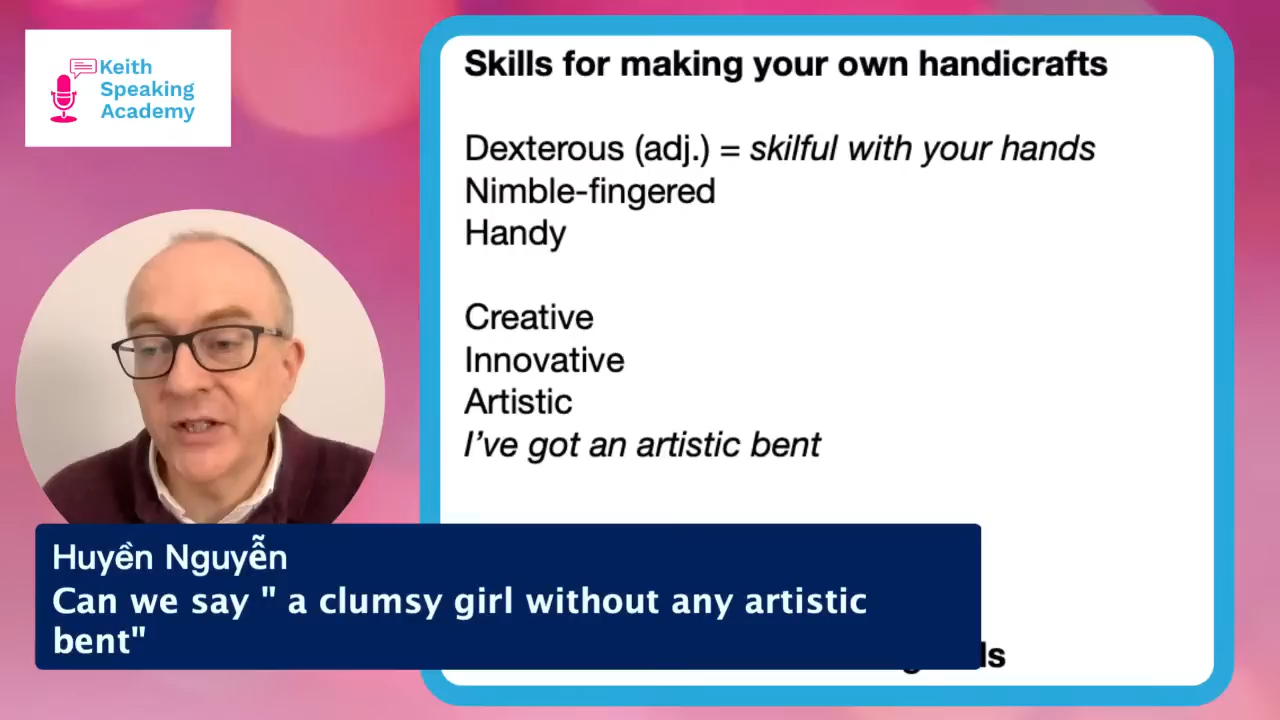 Keith
Speaking
Academy
Skills for making your own handicrafts
Dexterous (adj.) = skilful with your hands
Nimble-fingered
Handy
Creative
Innovative
Artistic
I’ve got an artistic bent
Huyền Nguyễn
Can we say " a clumsy girl without any artistic
bent"